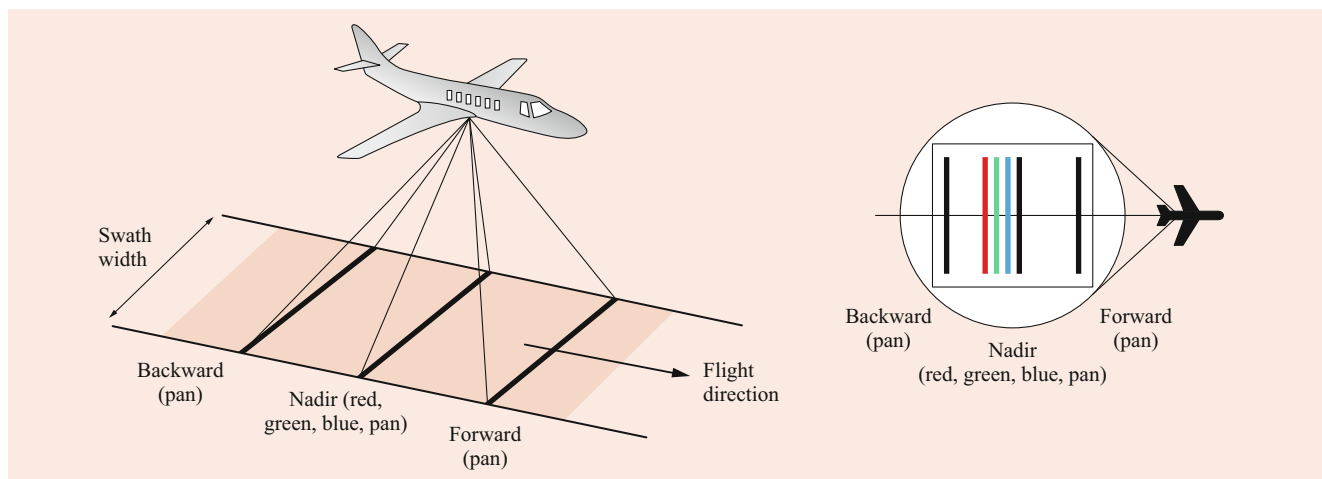 Swath
width
Backward
(pan)
Nadir (red,
green, blue, pan)
Forward
(pan)
Flight
direction
Backward
(pan)
Nadir
(red, green, blue, pan)
Forward
(pan)